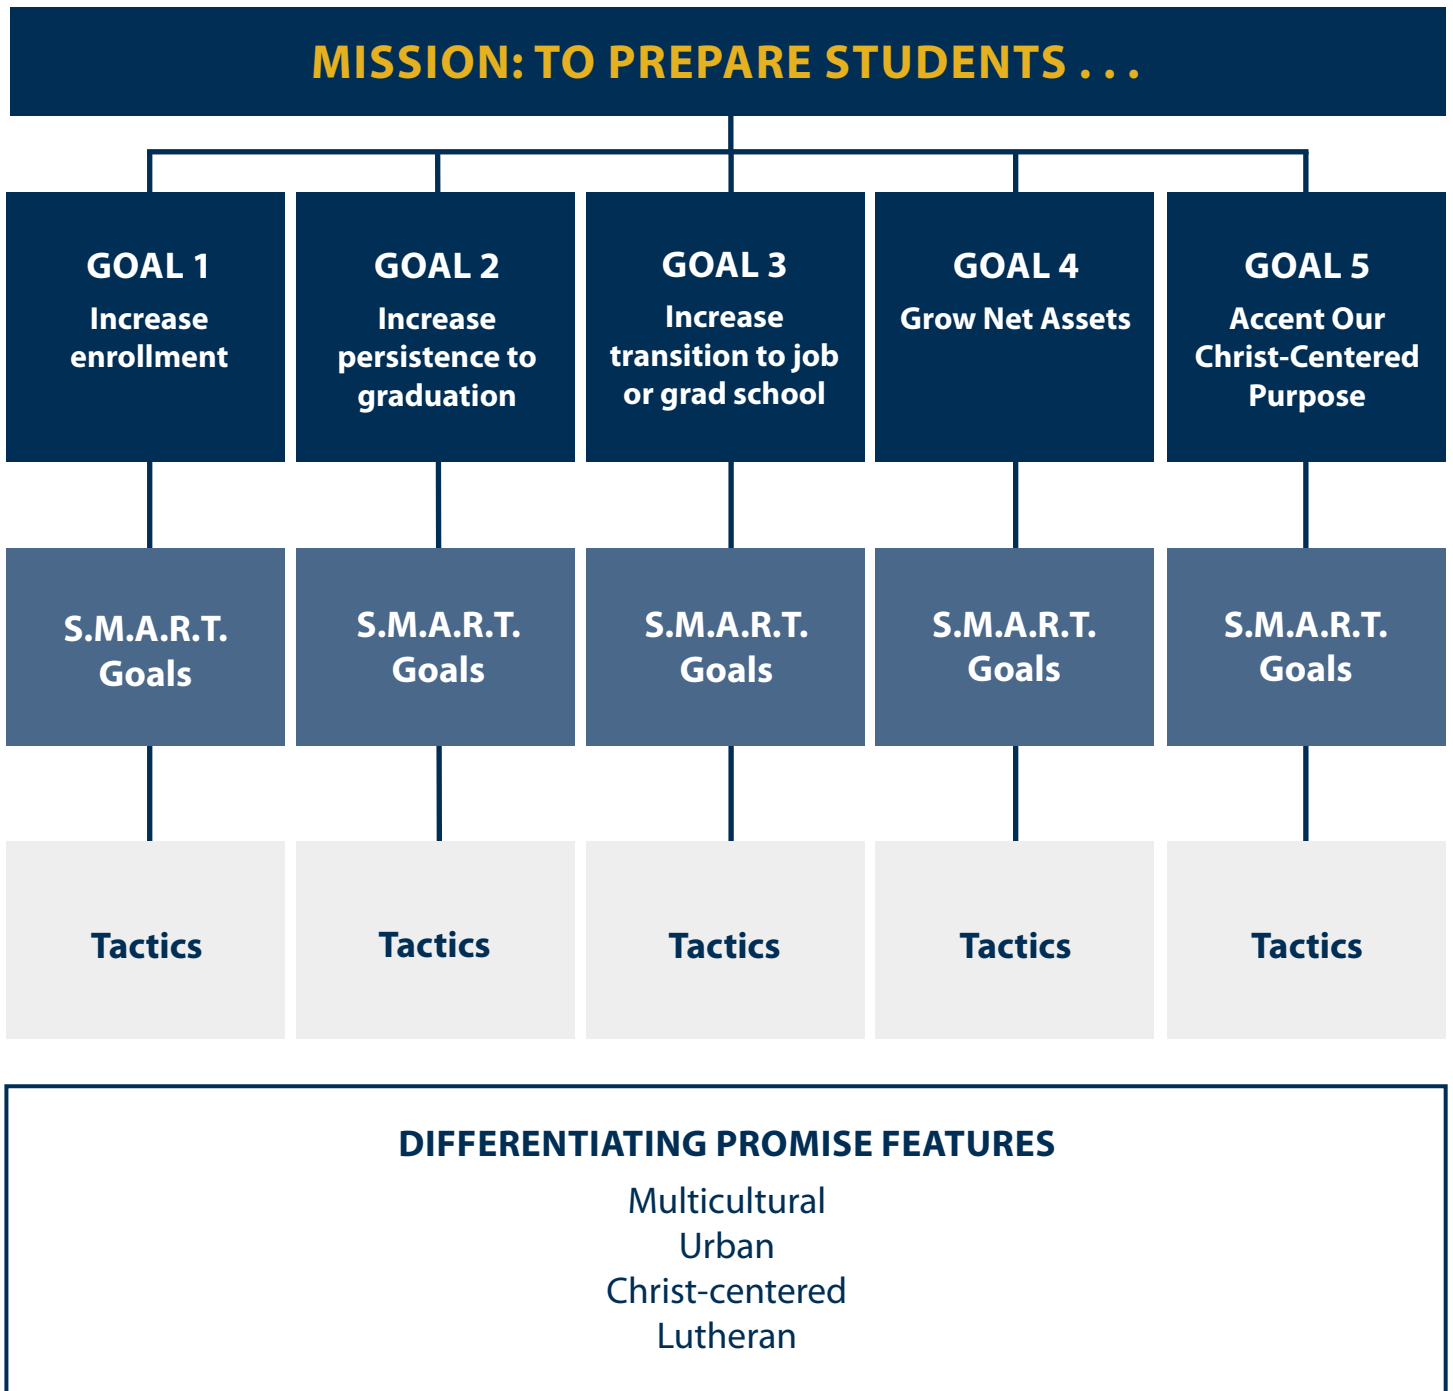 MISSION: TO PREPARE STUDENTS . . .
GOAL 1
Increase
enrollment
GOAL 2
Increase
persistence to
graduation
GOAL 3
Increase
transition to job
or grad school
GOAL 4
Grow Net Assets
GOAL 5
Accent Our
Christ-Centered
Purpose
S.M.A.R.T.
Goals
S.M.A.R.T.
Goals
S.M.A.R.T.
Goals
S.M.A.R.T.
Goals
S.M.A.R.T.
Goals
Tactics
Tactics
Tactics
Tactics
Tactics
DIFFERENTIATING PROMISE FEATURES
Multicultural
Urban
Christ-centered
Lutheran